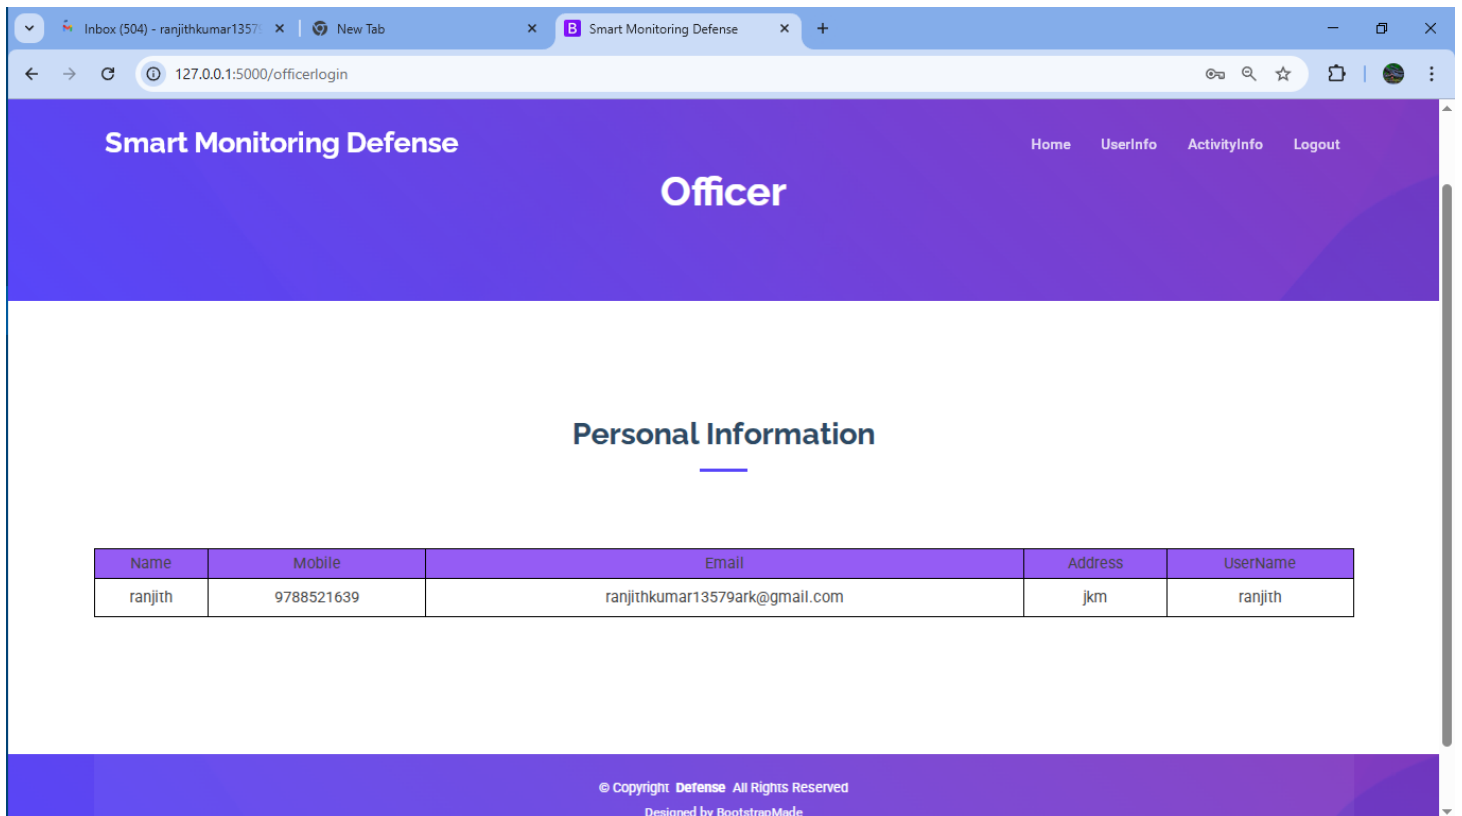 Inbox (504) - ranjithkumar1357
New Tab
Smart Monitoring Defense
127.0.0.1:5000/officerlogin
Smart Monitoring Defense
Home UserInfo ActivityInfo Logout
Officer
Personal Information
Name Mobile Email Address UserName
ranjith 9788521639 ranjithkumar13579ark@gmail.com jkm ranjith
© Copyright Defense All Rights Reserved
Designed by BootstrapMade